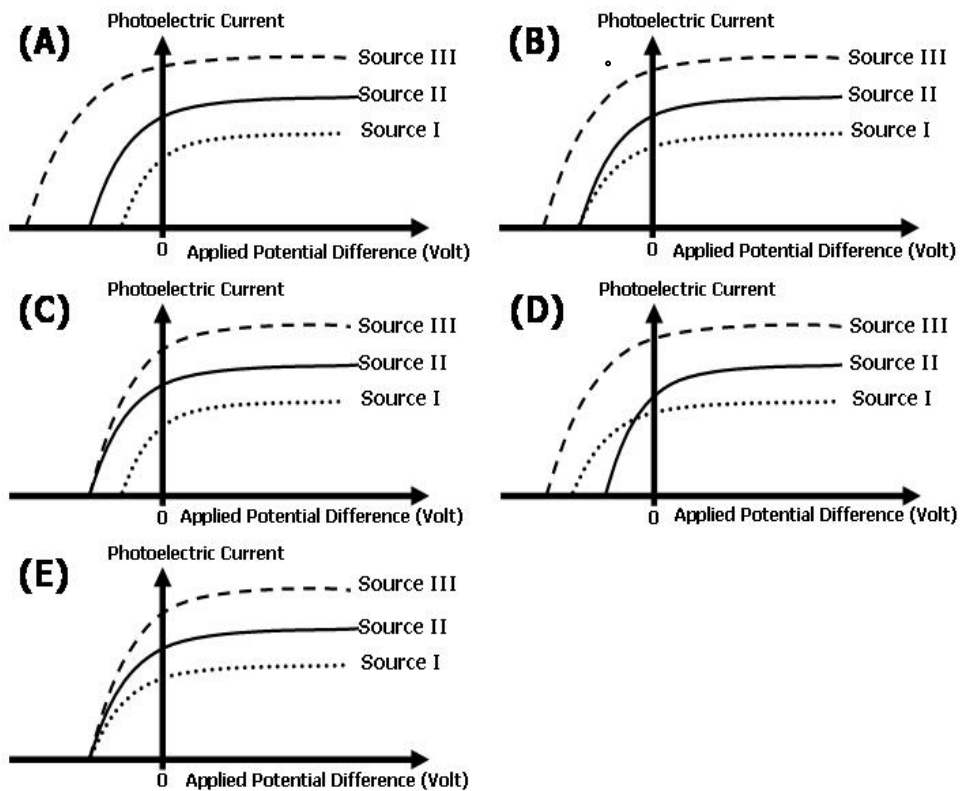 (A)
Photoelectric Current
Source III
Source II
Source I
0 Applied Potential Difference (Volt)
(B)
Photoelectric Current
Source III
Source II
Source I
0 Applied Potential Difference (Volt)
(C)
Photoelectric Current
Source III
Source II
Source I
0 Applied Potential Difference (Volt)
(D)
Photoelectric Current
Source III
Source II
Source I
0 Applied Potential Difference (Volt)
(E)
Photoelectric Current
Source III
Source II
Source I
0 Applied Potential Difference (Volt)